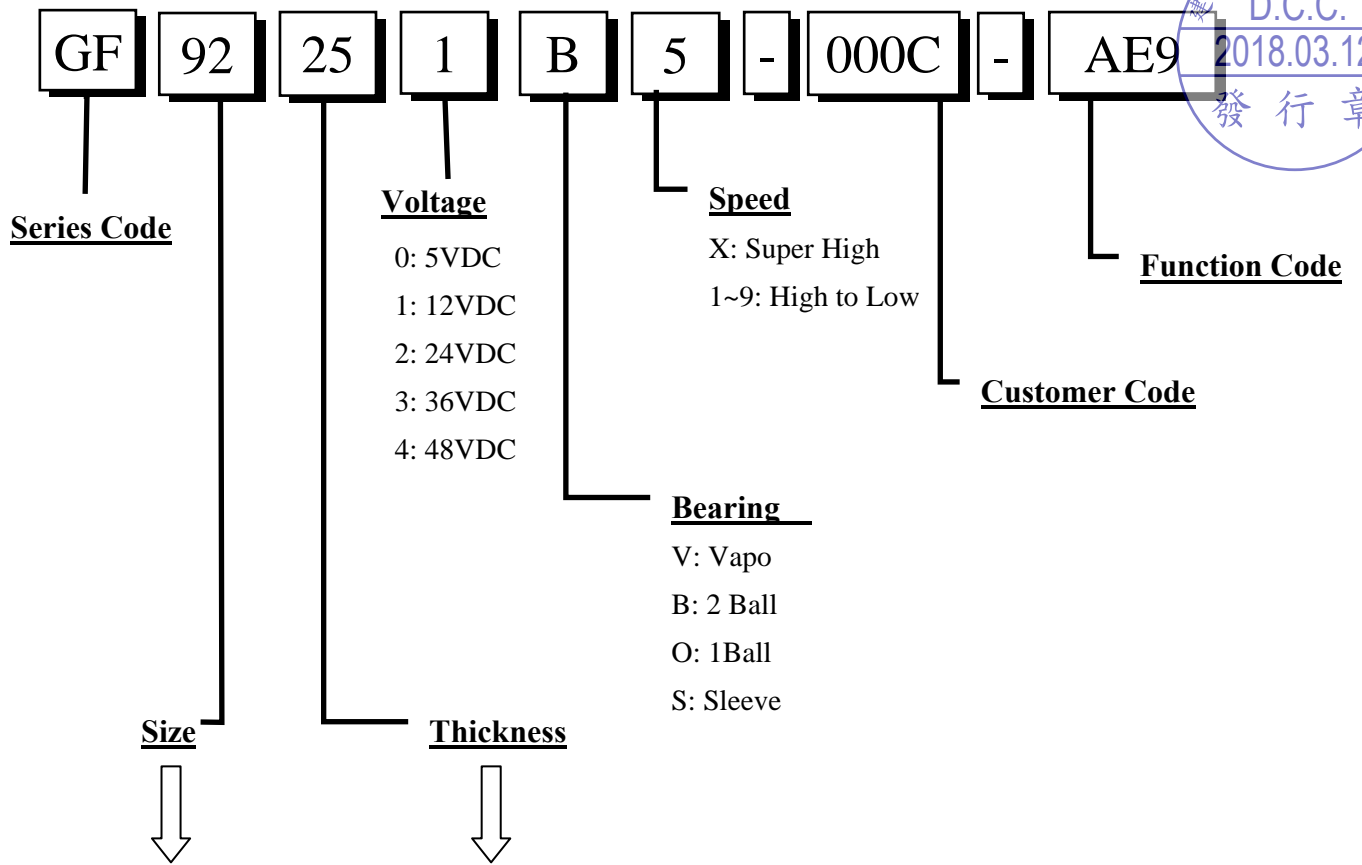 GF 92 25 1 B 5 - 000C - AE9
D.C.C.
2018.03.12
發行章
Series Code
Voltage
0: 5VDC
1: 12VDC
2: 24VDC
3: 36VDC
4: 48VDC
Speed
X: Super High
1~9: High to Low
Function Code
Customer Code
Bearing
V: Vapo
B: 2 Ball
O: 1Ball
S: Sleeve
Size
Thickness